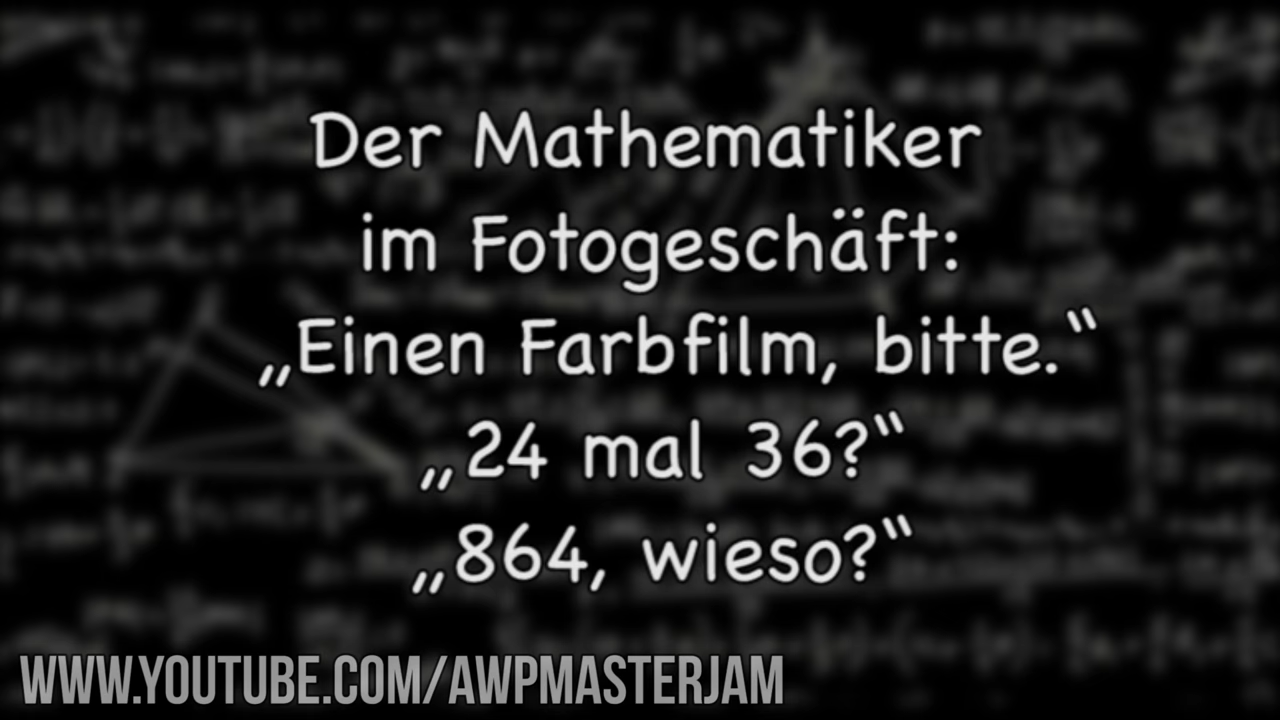 Der Mathematiker
im Fotogeschäft:
„Einen Farbfilm, bitte.“
„24 mal 36?“
„864, wieso?“
WWW.YOUTUBE.COM/AWPMASTERJAM